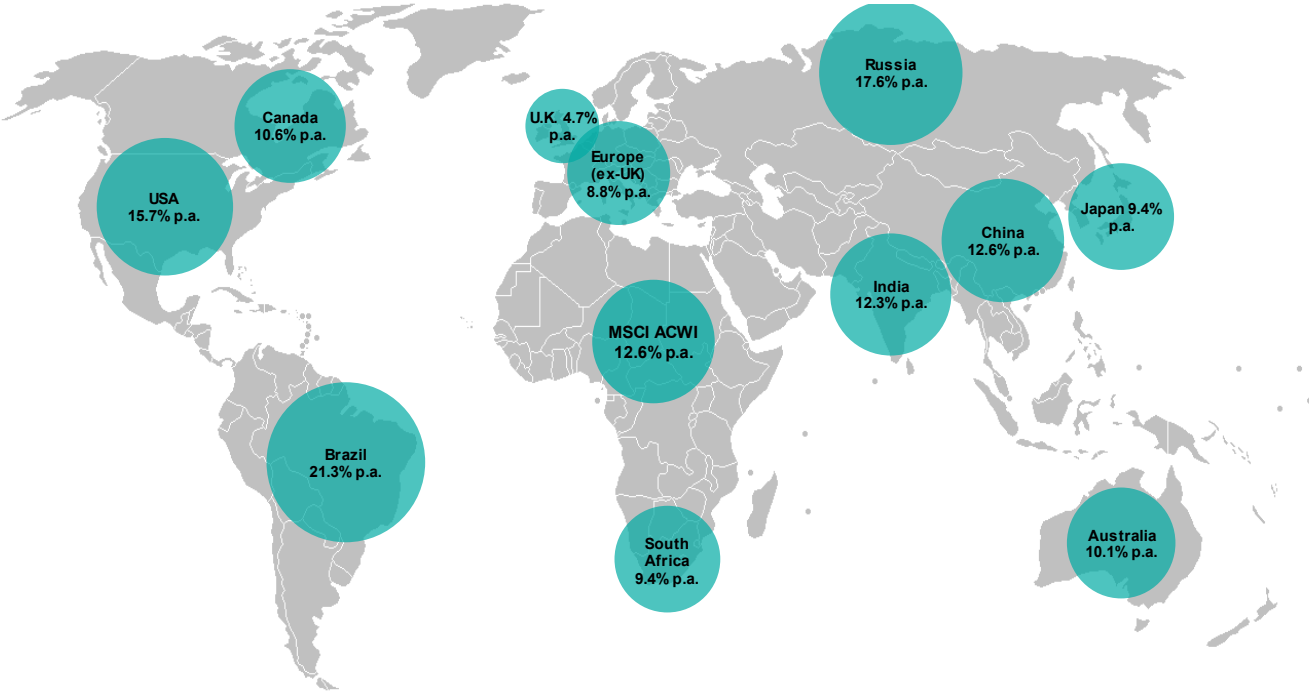 Russia
17.6% p.a.
Canada
10.6% p.a.
U.K. 4.7%
p.a.
Europe
(ex-UK)
8.8% p.a.
USA
15.7% p.a.
Japan 9.4%
p.a.
China
12.6% p.a.
India
12.3% p.a.
MSCI ACWI
12.6% p.a.
Brazil
21.3% p.a.
South
Africa
9.4% p.a.
Australia
10.1% p.a.